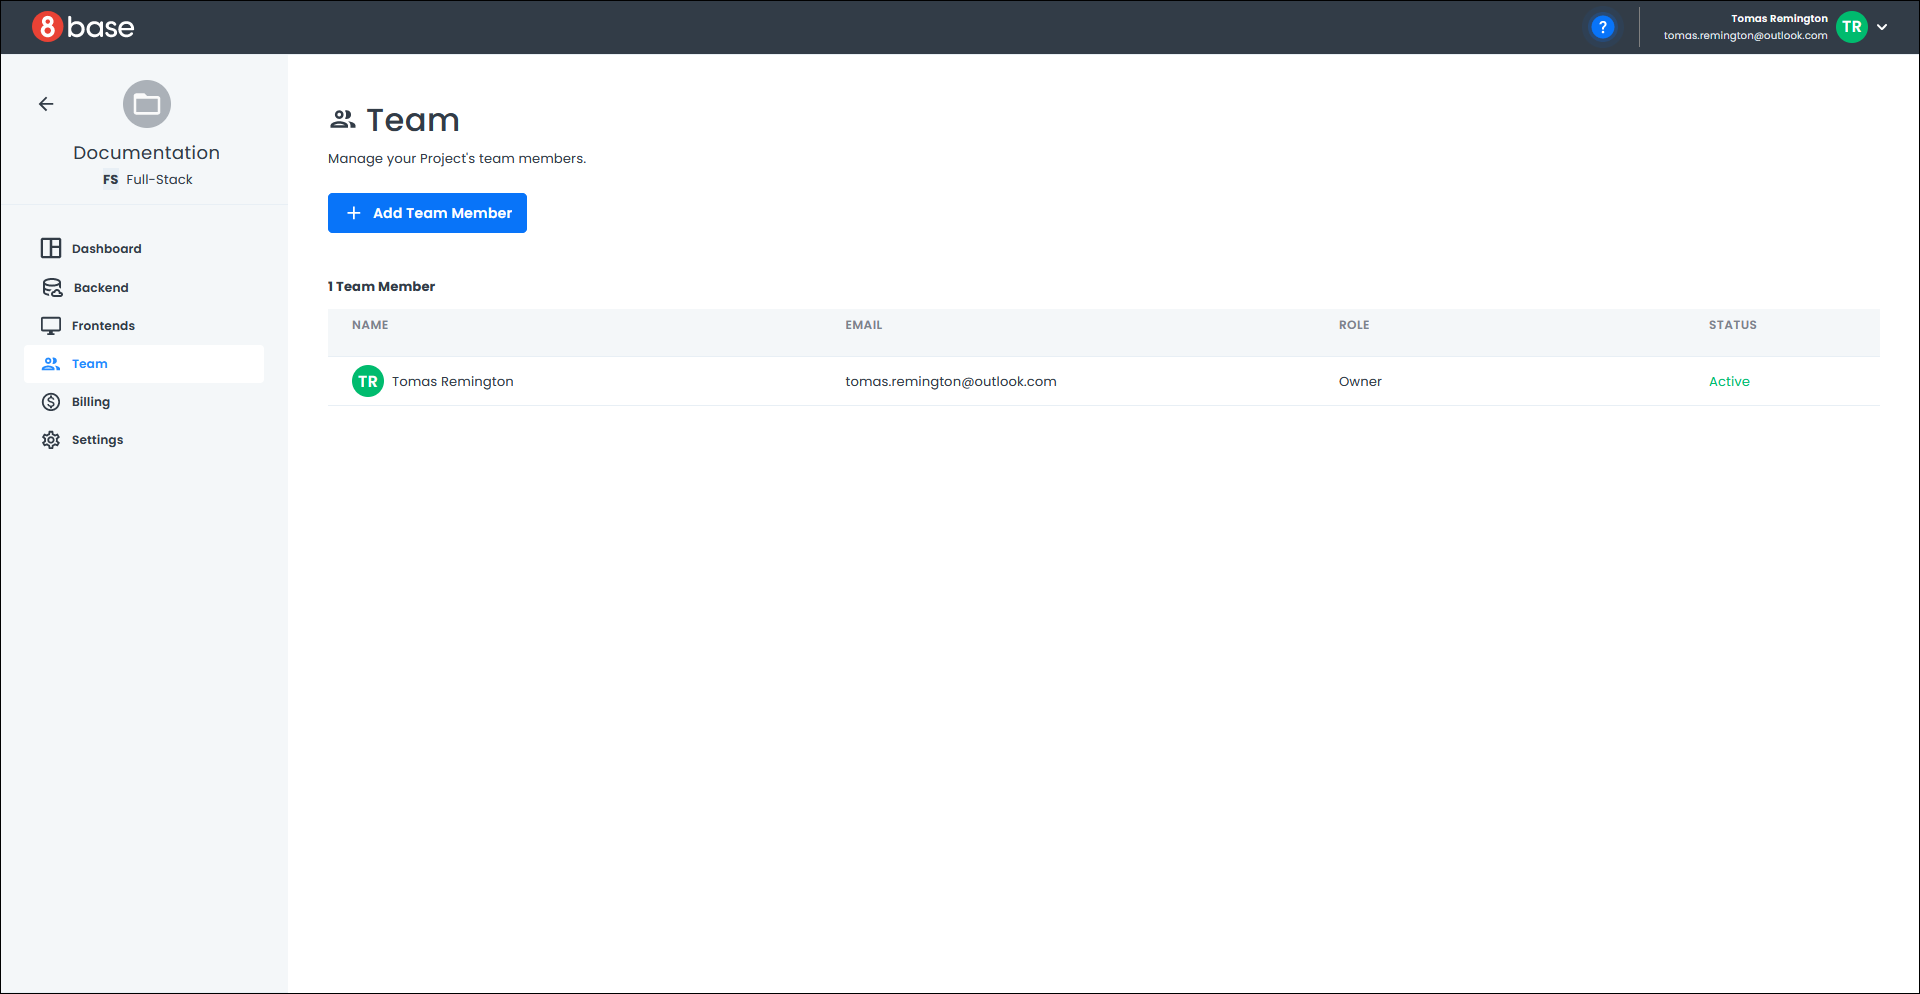 8base
?
Tomas Remington
tomas.remington@outlook.com
TR
Documentation
FS Full-Stack
Dashboard
Backend
Frontends
Team
Billing
Settings
Team
Manage your Project's team members.
+ Add Team Member
1 Team Member
NAME EMAIL ROLE STATUS
TR Tomas Remington tomas.remington@outlook.com Owner Active